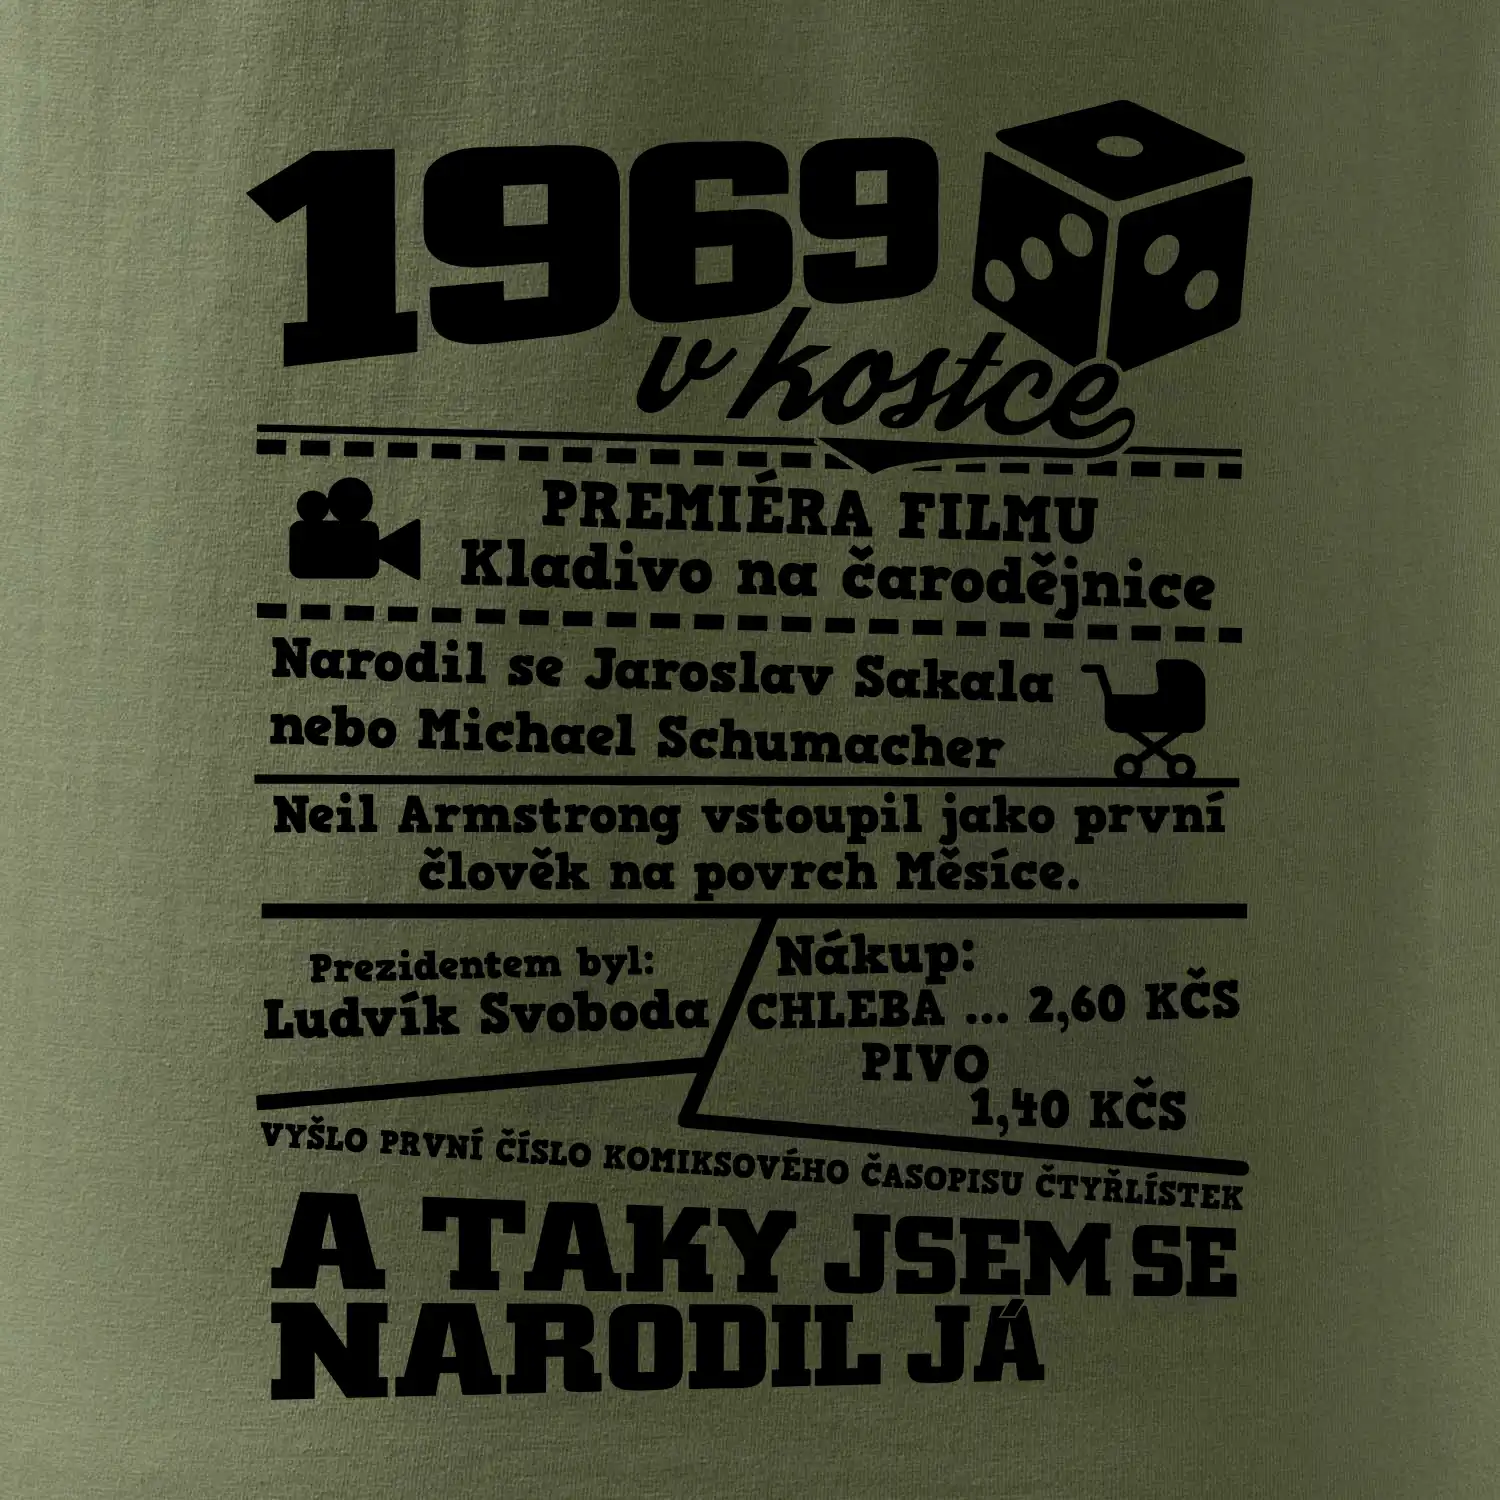 1969
v kostce
PREMIÉRA FILMU
Kladivo na čarodějnice
Narodil se Jaroslav Sakala
nebo Michael Schumacher
Neil Armstrong vstoupil jako první
člověk na povrch Měsíce.
Prezidentem byl:
Ludvík Svoboda
Nákup:
CHLEBA ... 2,60 KČS
PIVO
1,40 KČS
VYŠLO PRVNÍ ČÍSLO KOMIKSOVÉHO ČASOPISU ČTYŘLÍSTEK
A TAKY JSEM SE
NARODIL JÁ